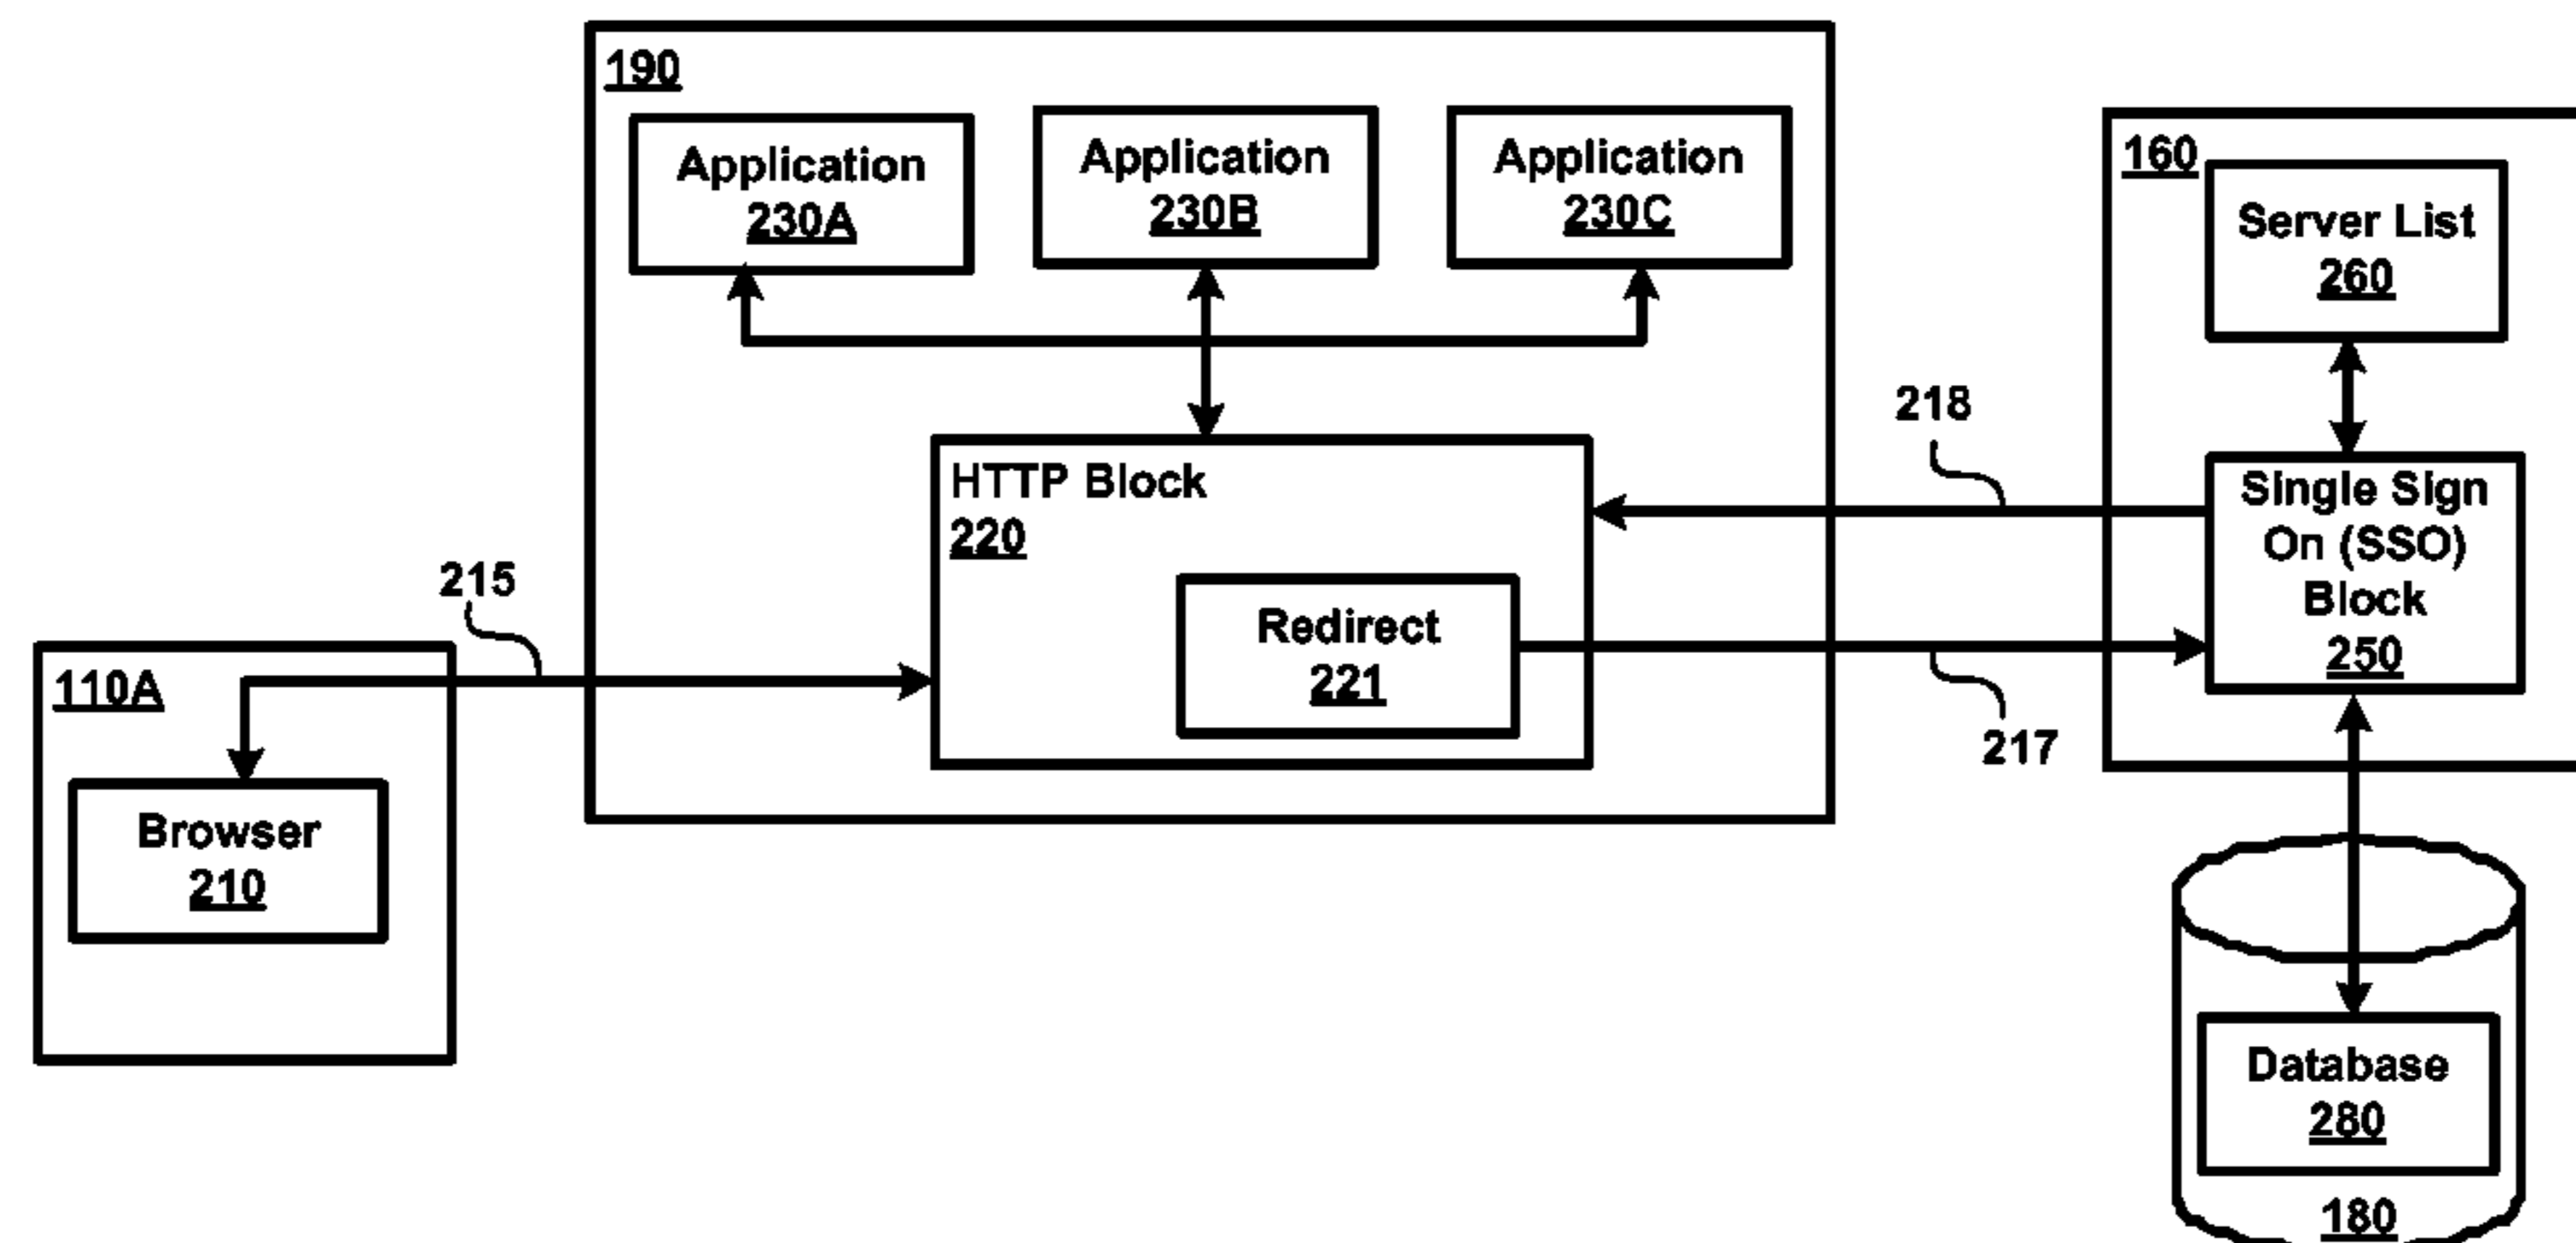 190
Application
230A
Application
230B
Application
230C
160
Server List
260
218
HTTP Block
220
Single Sign
On (SSO)
Block
250
215
Redirect
221
217
110A
Browser
210
Database
280
180